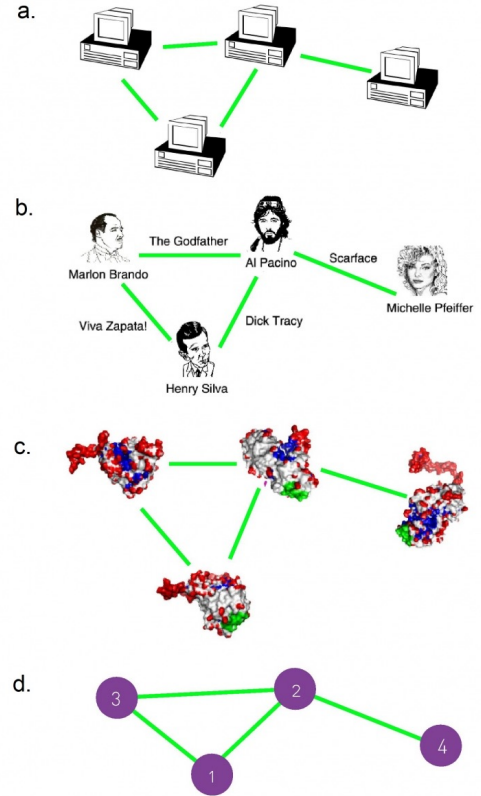 a.
b.
The Godfather
Marlon Brando
Al Pacino
Scarface
Michelle Pfeiffer
Viva Zapata!
Dick Tracy
Henry Silva
c.
d.
3
2
4
1